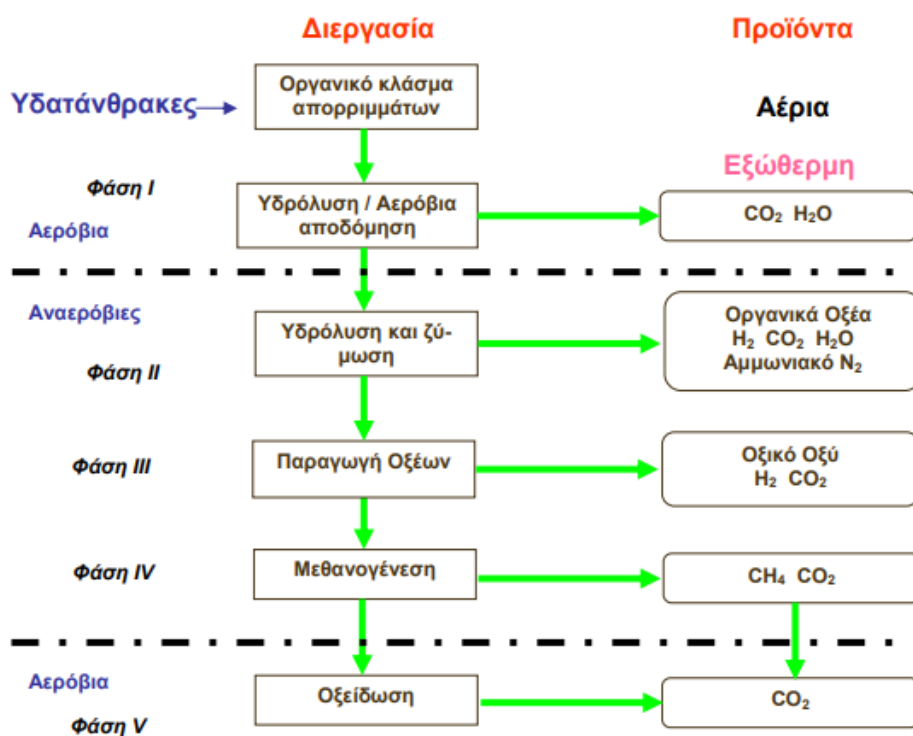 Διεργασία
Προϊόντα
Υδατάνθρακες
Οργανικό κλάσμα
απορριμμάτων
Αέρια
Εξώθερμη
Φάση I
Αερόβια
Υδρόλυση / Αερόβια
αποδόμηση
CO₂ H₂O
Αναερόβιες
Φάση II
Υδρόλυση και ζύ-
μωση
Οργανικά Οξέα
H₂ CO₂ H₂O
Αμμωνιακό N₂
Φάση III
Παραγωγή Οξέων
Οξικό Οξύ
H₂ CO₂
Φάση IV
Μεθανογένεση
CH₄ CO₂
Αερόβια
Φάση V
Οξείδωση
CO₂